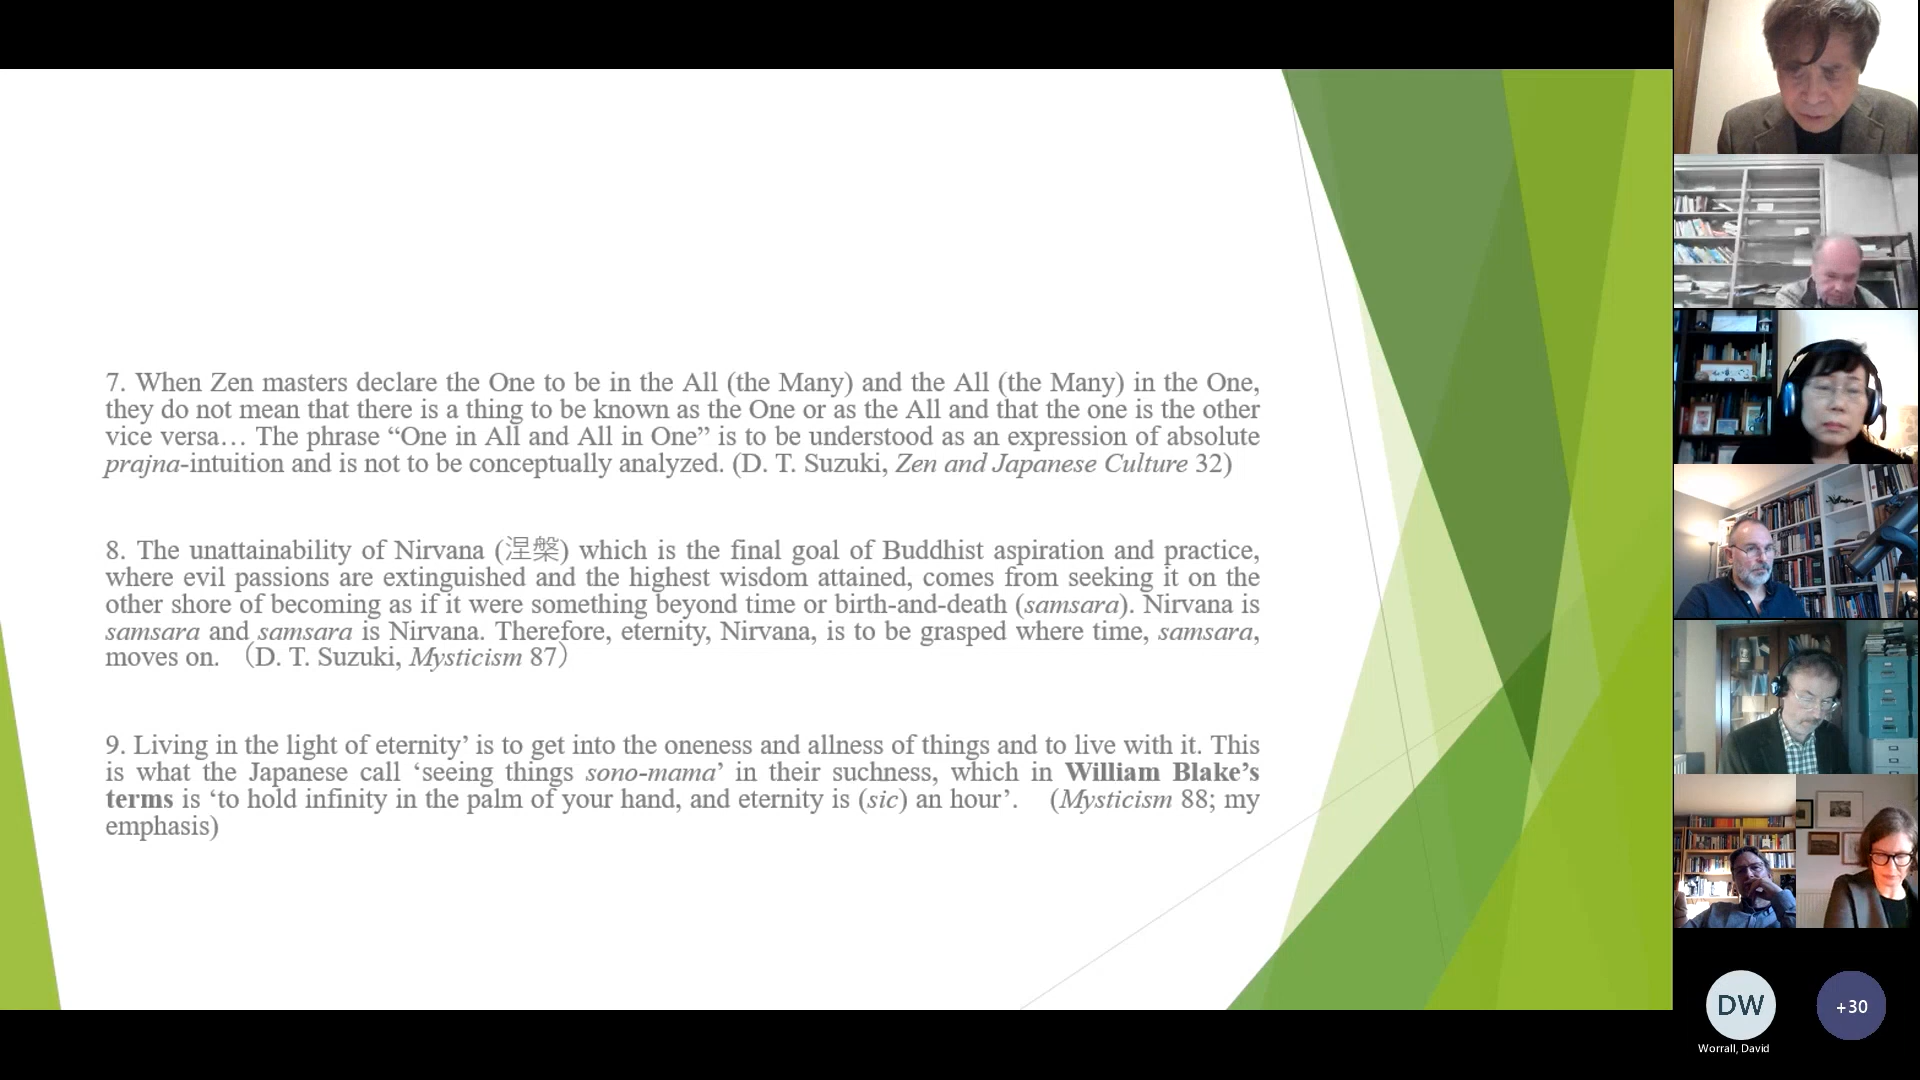 7. When Zen masters declare the One to be in the All (the Many) and the All (the Many) in the One,
they do not mean that there is a thing to be known as the One or as the All and that the one is the other
vice versa… The phrase “One in All and All in One” is to be understood as an expression of absolute
prajna-intuition and is not to be conceptually analyzed. (D. T. Suzuki, Zen and Japanese Culture 32)
8. The unattainability of Nirvana (涅槃) which is the final goal of Buddhist aspiration and practice,
where evil passions are extinguished and the highest wisdom attained, comes from seeking it on the
other shore of becoming as if it were something beyond time or birth-and-death (samsara). Nirvana is
samsara and samsara is Nirvana. Therefore, eternity, Nirvana, is to be grasped where time, samsara,
moves on. （D. T. Suzuki, Mysticism 87）
9. Living in the light of eternity’ is to get into the oneness and allness of things and to live with it. This
is what the Japanese call ‘seeing things sono-mama’ in their suchness, which in William Blake’s
terms is ‘to hold infinity in the palm of your hand, and eternity is (sic) an hour’. (Mysticism 88; my
emphasis)
DW
+30
Worrall, David